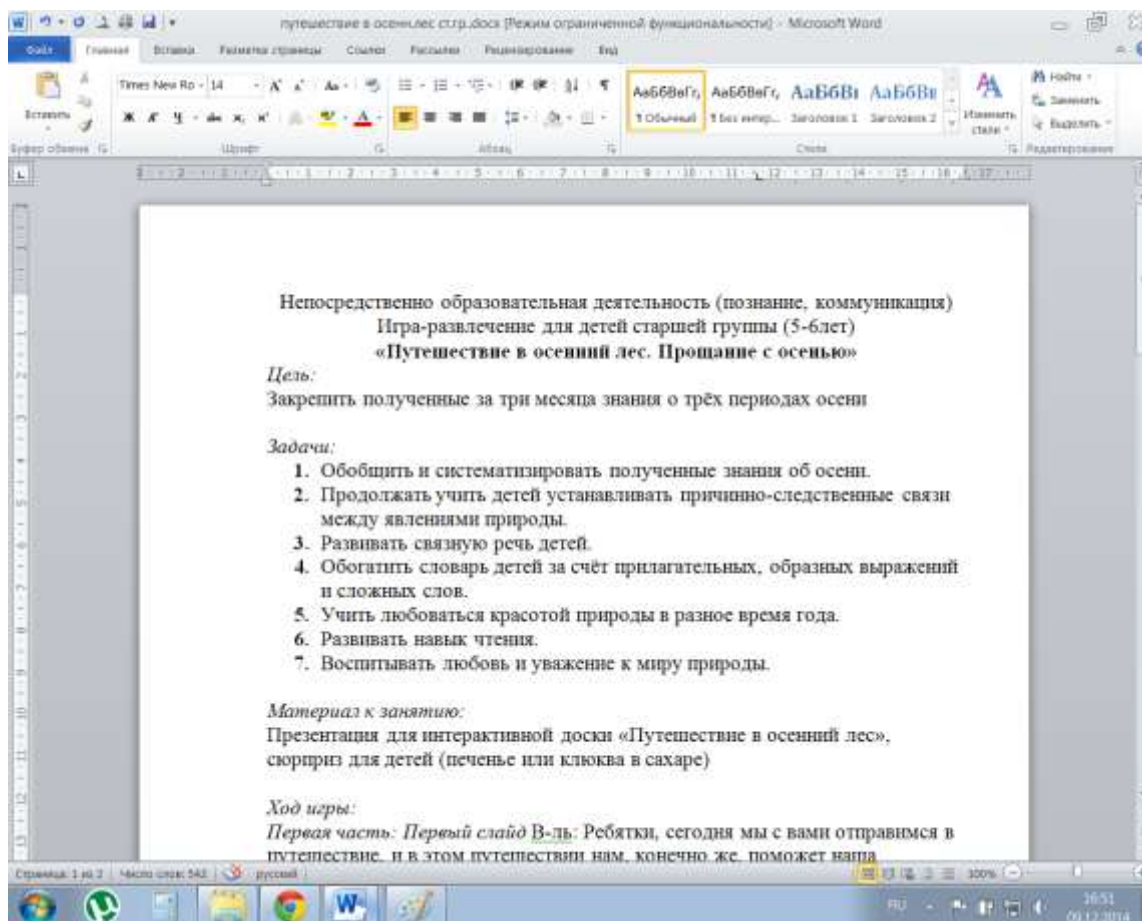 путешествие в осенн.лес ст.гр..docx [Режим ограниченной функциональности] - Microsoft Word
Файл Главная Вставка Разметка страницы Ссылки Рассылки Рецензирование Вид
Вставить
Times New Ro 14
Ж К Ч
АаБбВвГг, АаБбВвГг, АаБбВı АаБбВв
¶ Обычный ¶ Без интер... Заголовок 1 Заголовок 2
Изменить стили
Найти
Заменить
Выделить
Буфер обмена Шрифт Абзац Стили Редактирование
Непосредственно образовательная деятельность (познание, коммуникация)
Игра-развлечение для детей старшей группы (5-6лет)
«Путешествие в осенний лес. Прощание с осенью»
Цель:
Закрепить полученные за три месяца знания о трёх периодах осени
Задачи:
1. Обобщить и систематизировать полученные знания об осени.
2. Продолжать учить детей устанавливать причинно-следственные связи
между явлениями природы.
3. Развивать связную речь детей.
4. Обогатить словарь детей за счёт прилагательных, образных выражений
и сложных слов.
5. Учить любоваться красотой природы в разное время года.
6. Развивать навык чтения.
7. Воспитывать любовь и уважение к миру природы.
Материал к занятию:
Презентация для интерактивной доски «Путешествие в осенний лес»,
сюрприз для детей (печенье или клюква в сахаре)
Ход игры:
Первая часть: Первый слайд В-ль: Ребятки, сегодня мы с вами отправимся в
путешествие, и в этом путешествии нам, конечно же, поможет наша
Страница: 1 из 2 Число слов: 542 русский 100%
RU 16:51
09.12.2014